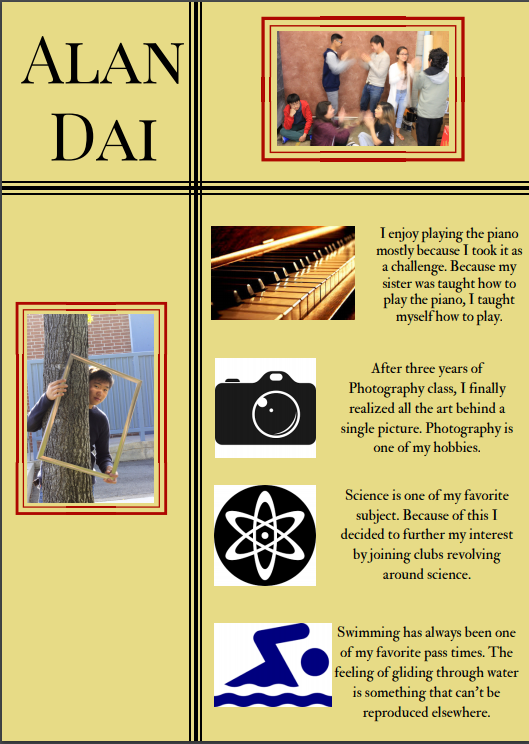 ALAN
DAI
I enjoy playing the piano
mostly because I took it as
a challenge. Because my
sister was taught how to
play the piano, I taught
myself how to play.
After three years of
Photography class, I finally
realized all the art behind a
single picture. Photography is
one of my hobbies.
Science is one of my favorite
subject. Because of this I
decided to further my interest
by joining clubs revolving
around science.
Swimming has always been one
of my favorite pass times. The
feeling of gliding through water
is something that can't be
reproduced elsewhere.